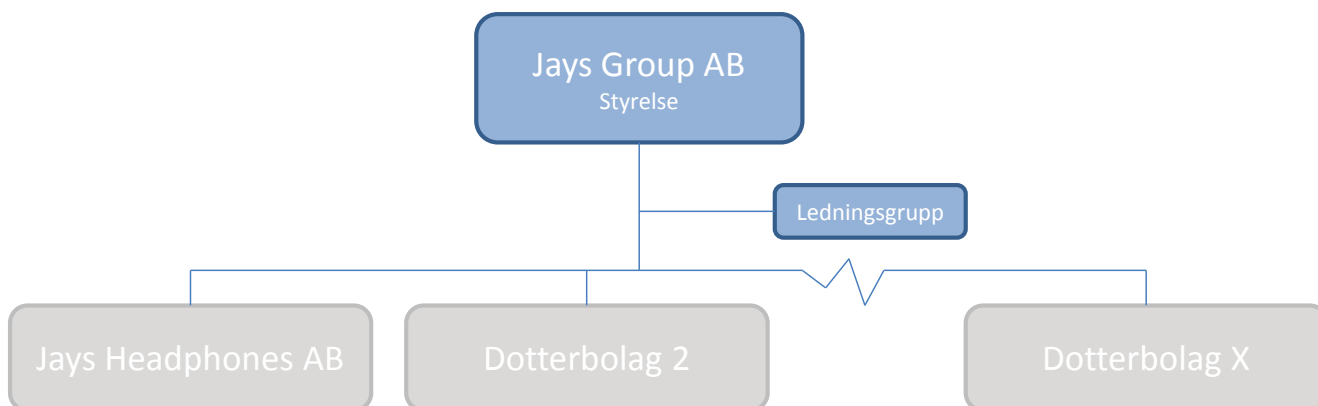 Jays Group AB
Styrelse
Ledningsgrupp
Jays Headphones AB
Dotterbolag 2
Dotterbolag X